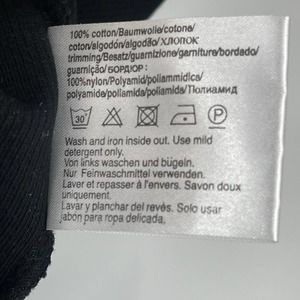 100% cotton/Baumwolle/cotone/
coton/algodón/algodão/ХЛОПОК
trimming/Besatz/guarnizione/garniture/bordado/
guarnição/БОРДЮР :
100%nylon/Polyamid/poliammidica/
polyamide/poliamida/poliamida/Полиамид
30°
Wash and iron inside out. Use mild
detergent only.
Von links waschen und bügeln.
Nur Feinwaschmittel verwenden.
Laver et repasser à l'envers. Savon doux
uniquement.
Lavar y planchar del revés. Solo usar
jabón para ropa delicada.